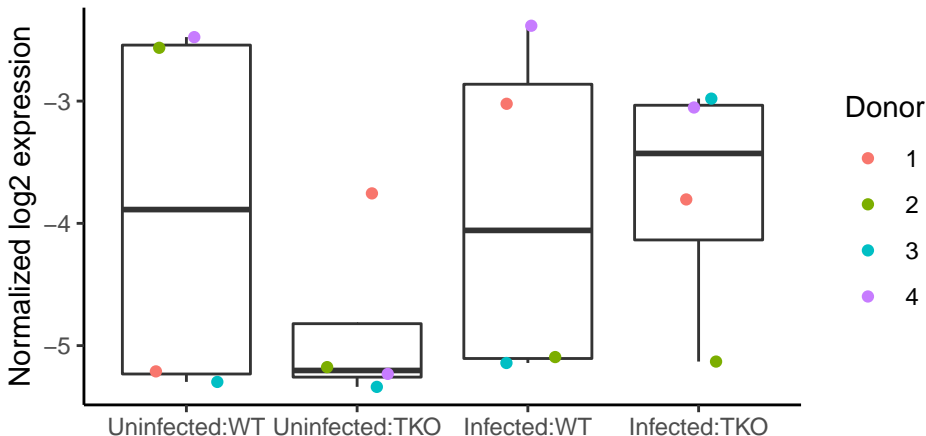 Normalized log2 expression
−3
−4
−5
Uninfected:WT
Uninfected:TKO
Infected:WT
Infected:TKO
Donor
1
2
3
4